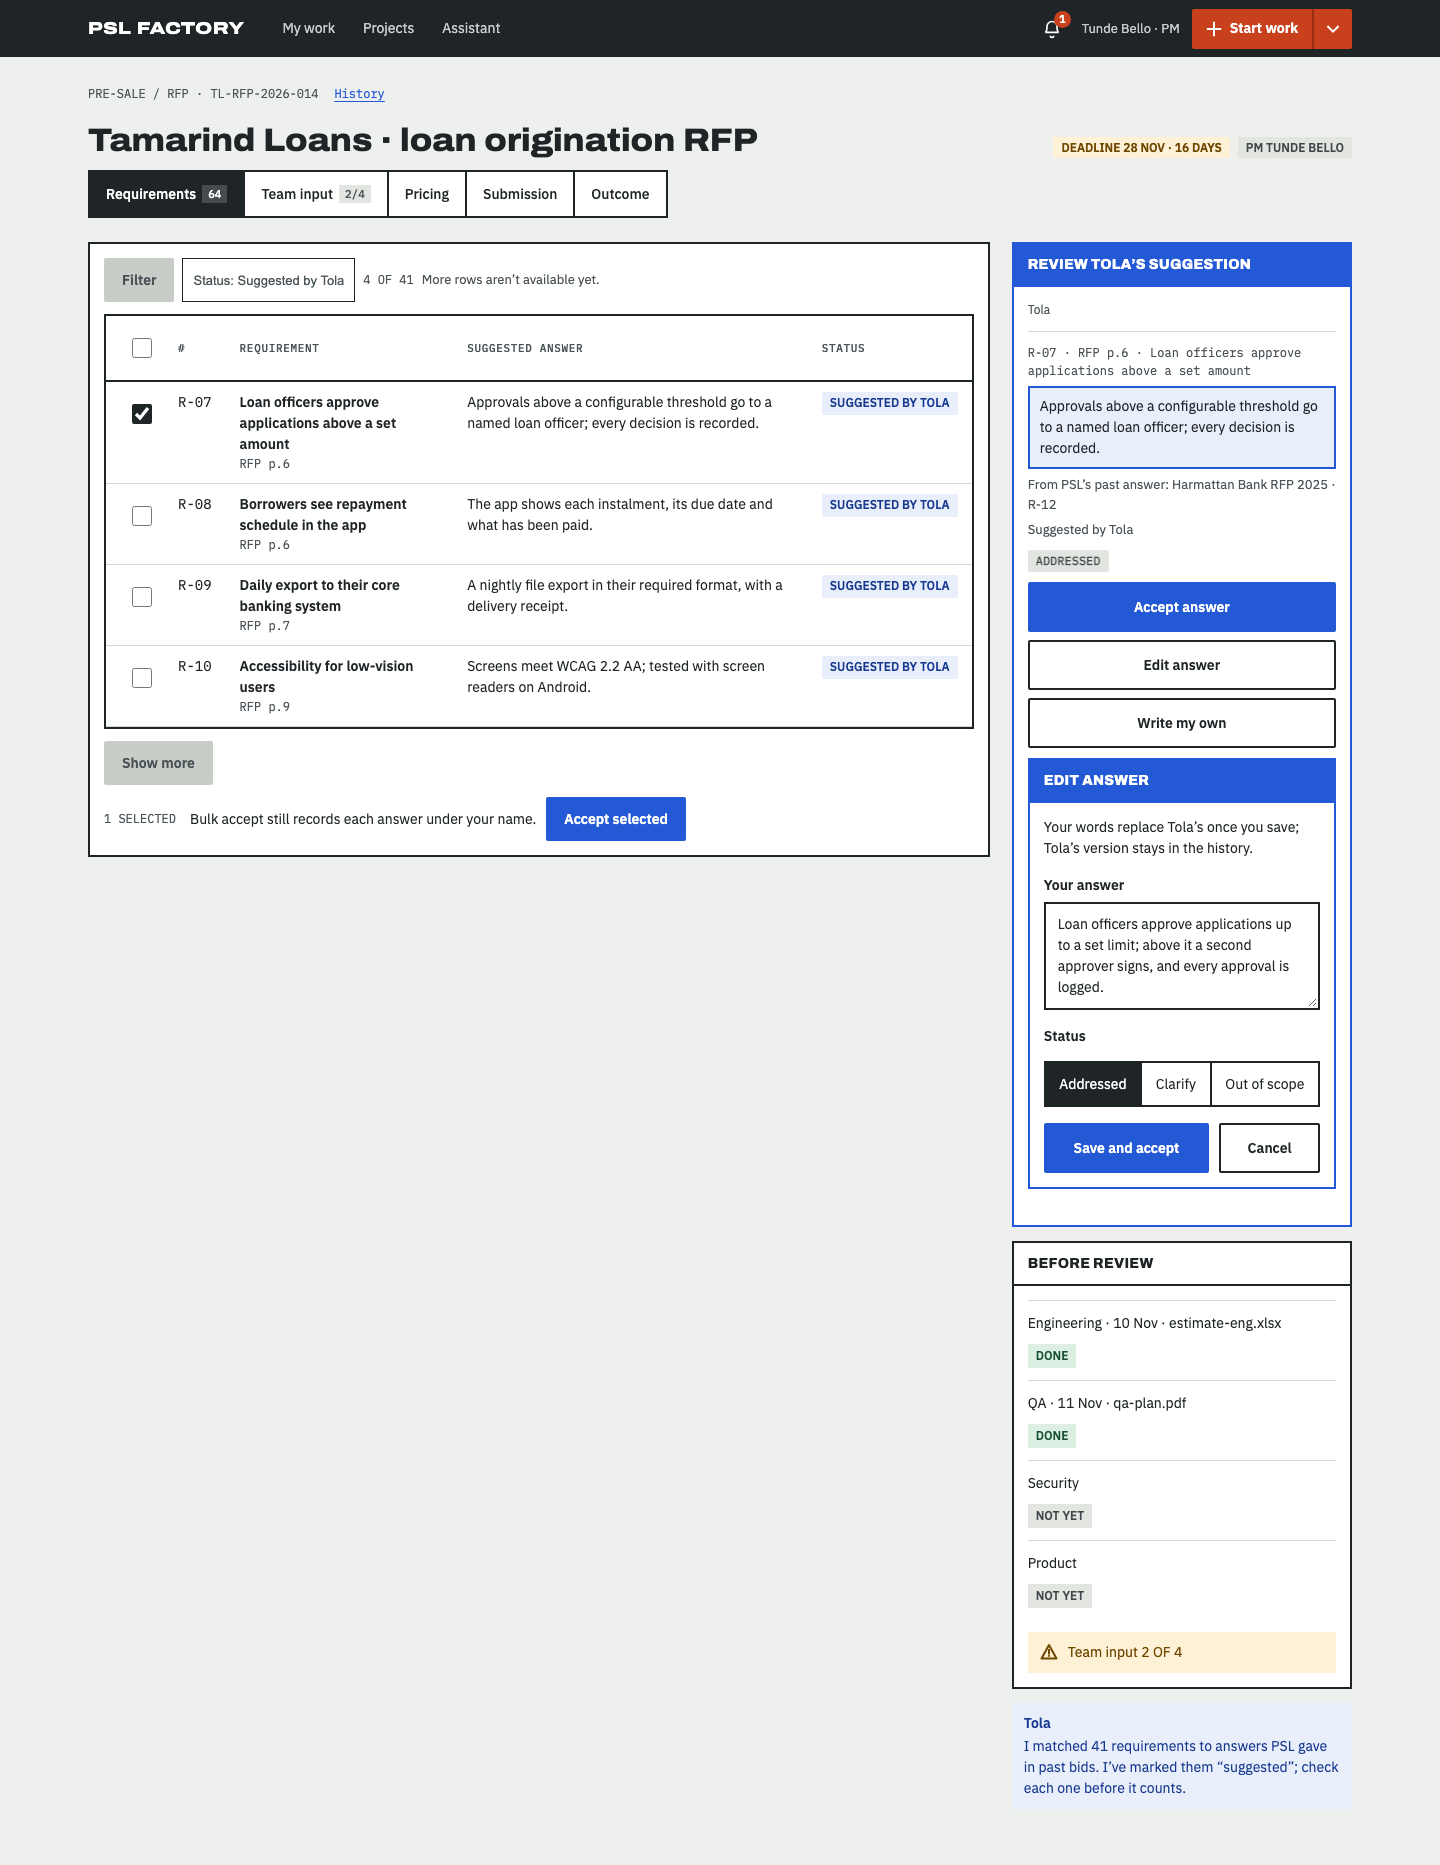 PSL FACTORY
My work
Projects
Assistant
1
Tunde Bello · PM
Start work
PRE-SALE / RFP · TL-RFP-2026-014 History
Tamarind Loans · loan origination RFP
DEADLINE 28 NOV · 16 DAYS
PM TUNDE BELLO
Requirements 64
Team input 2/4
Pricing
Submission
Outcome
Filter
Status: Suggested by Tola
4 OF 41 More rows aren’t available yet.
# REQUIREMENT SUGGESTED ANSWER STATUS
R-07
Loan officers approve
applications above a set
amount
RFP p.6
Approvals above a configurable threshold go to a
named loan officer; every decision is recorded.
SUGGESTED BY TOLA
R-08
Borrowers see repayment
schedule in the app
RFP p.6
The app shows each instalment, its due date and
what has been paid.
SUGGESTED BY TOLA
R-09
Daily export to their core
banking system
RFP p.7
A nightly file export in their required format, with a
delivery receipt.
SUGGESTED BY TOLA
R-10
Accessibility for low-vision
users
RFP p.9
Screens meet WCAG 2.2 AA; tested with screen
readers on Android.
SUGGESTED BY TOLA
Show more
1 SELECTED Bulk accept still records each answer under your name.
Accept selected
REVIEW TOLA’S SUGGESTION
Tola
R-07 · RFP p.6 · Loan officers approve
applications above a set amount
Approvals above a configurable threshold go
to a named loan officer; every decision is
recorded.
From PSL’s past answer: Harmattan Bank RFP 2025 ·
R-12
Suggested by Tola
ADDRESSED
Accept answer
Edit answer
Write my own
EDIT ANSWER
Your words replace Tola’s once you save;
Tola’s version stays in the history.
Your answer
Loan officers approve applications up
to a set limit; above it a second
approver signs, and every approval is
logged.
Status
Addressed
Clarify
Out of scope
Save and accept
Cancel
BEFORE REVIEW
Engineering · 10 Nov · estimate-eng.xlsx
DONE
QA · 11 Nov · qa-plan.pdf
DONE
Security
NOT YET
Product
NOT YET
Team input 2 OF 4
Tola
I matched 41 requirements to answers PSL gave
in past bids. I’ve marked them “suggested”; check
each one before it counts.